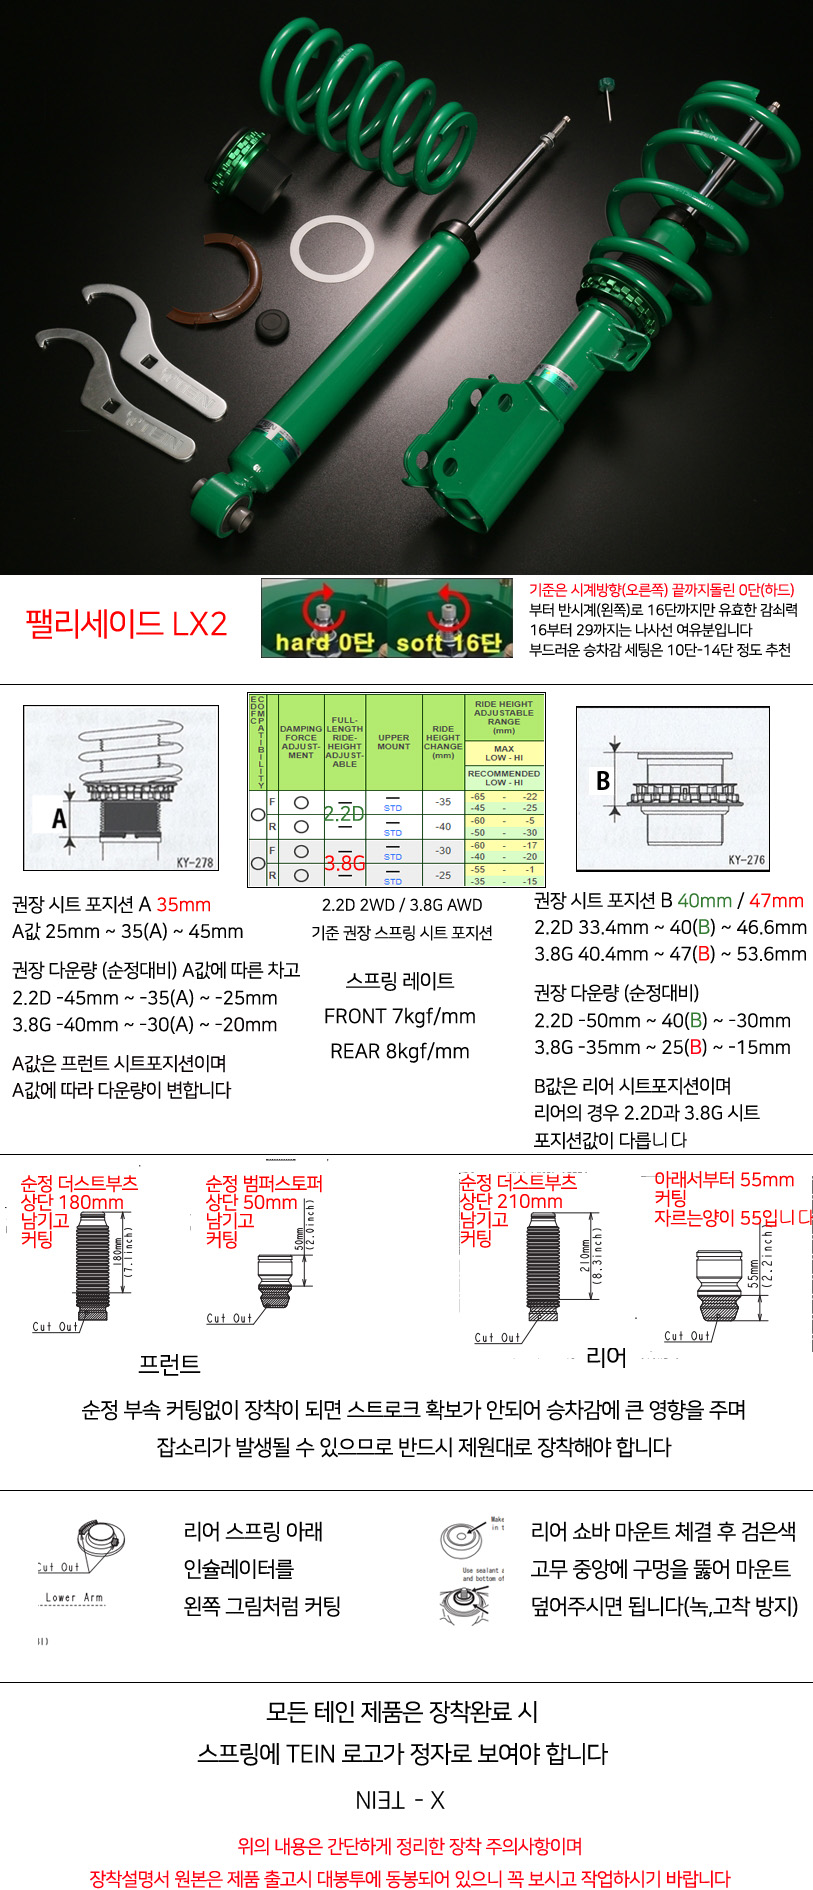 TEIN
TEIN
TEIN
TEIN
팰리세이드 LX2
hard 0단
soft 16단
기준은 시계방향(오른쪽) 끝까지돌린 0단(하드)
부터 반시계(왼쪽)로 16단까지만 유효한 감쇠력
16부터 29까지는 나사선 여유분입니다
부드러운 승차감 세팅은 10단-14단 정도 추천
A
KY-278
EDFC COMPATIBILITY
DAMPING FORCE ADJUST-MENT
FULL-LENGTH RIDE-HEIGHT ADJUST-ABLE
UPPER MOUNT
RIDE HEIGHT CHANGE (mm)
RIDE HEIGHT ADJUSTABLE RANGE (mm)
MAX LOW - HI
RECOMMENDED LOW - HI
F ○ — — STD -35 -65 - -22 -45 - -25
2.2D
R ○ — — STD -40 -60 - -5 -50 - -30
F ○ — — STD -30 -60 - -17 -40 - -20
3.8G
R ○ — — STD -25 -55 - -1 -35 - -15
B
KY-276
권장 시트 포지션 A 35mm
A값 25mm ~ 35(A) ~ 45mm
권장 다운량 (순정대비) A값에 따른 차고
2.2D -45mm ~ -35(A) ~ -25mm
3.8G -40mm ~ -30(A) ~ -20mm
A값은 프런트 시트포지션이며
A값에 따라 다운량이 변합니다
2.2D 2WD / 3.8G AWD
기준 권장 스프링 시트 포지션
스프링 레이트
FRONT 7kgf/mm
REAR 8kgf/mm
권장 시트 포지션 B 40mm / 47mm
2.2D 33.4mm ~ 40(B) ~ 46.6mm
3.8G 40.4mm ~ 47(B) ~ 53.6mm
권장 다운량 (순정대비)
2.2D -50mm ~ 40(B) ~ -30mm
3.8G -35mm ~ 25(B) ~ -15mm
B값은 리어 시트포지션이며
리어의 경우 2.2D과 3.8G 시트
포지션값이 다릅니다
순정 더스트부츠
상단 180mm
남기고
커팅
180mm
(7.1inch)
Cut Out
순정 범퍼스토퍼
상단 50mm
남기고
커팅
50mm
(2.0inch)
Cut Out
프런트
순정 더스트부츠
상단 210mm
남기고
커팅
210mm
(8.3inch)
Cut Out
아래서부터 55mm
커팅
자르는양이 55입니다
55mm
(2.2inch)
Cut Out
리어
순정 부속 커팅없이 장착이 되면 스트로크 확보가 안되어 승차감에 큰 영향을 주며
잡소리가 발생될 수 있으므로 반드시 제원대로 장착해야 합니다
Cut Out
Lower Arm
리어 스프링 아래
인슐레이터를
왼쪽 그림처럼 커팅
Make
in t
Use sealant a
and bottom of
리어 쇼바 마운트 체결 후 검은색
고무 중앙에 구멍을 뚫어 마운트
덮어주시면 됩니다(녹,고착 방지)
모든 테인 제품은 장착완료 시
스프링에 TEIN 로고가 정자로 보여야 합니다
TEIN - X
위의 내용은 간단하게 정리한 장착 주의사항이며
장착설명서 원본은 제품 출고시 대봉투에 동봉되어 있으니 꼭 보시고 작업하시기 바랍니다